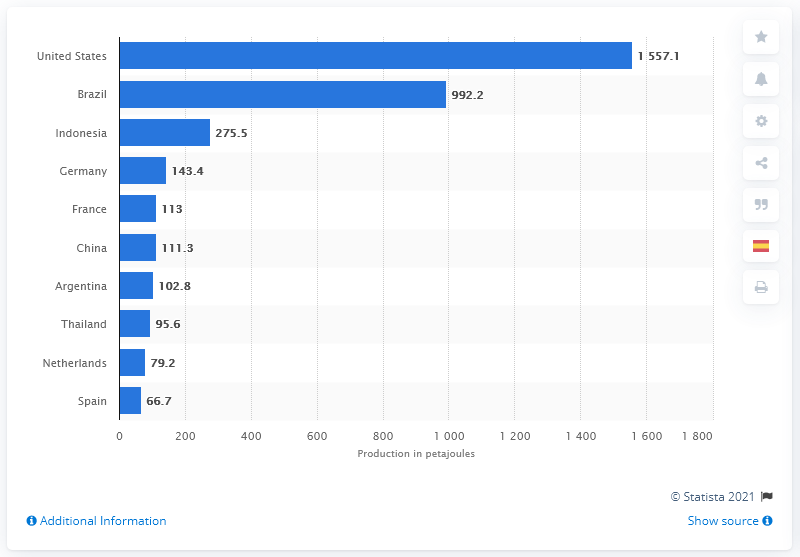 United States 1 557.1
Brazil 992.2
Indonesia 275.5
Germany 143.4
France 113
China 111.3
Argentina 102.8
Thailand 95.6
Netherlands 79.2
Spain 66.7
0 200 400 600 800 1 000 1 200 1 400 1 600 1 800
Production in petajoules
© Statista 2021
Additional Information
Show source